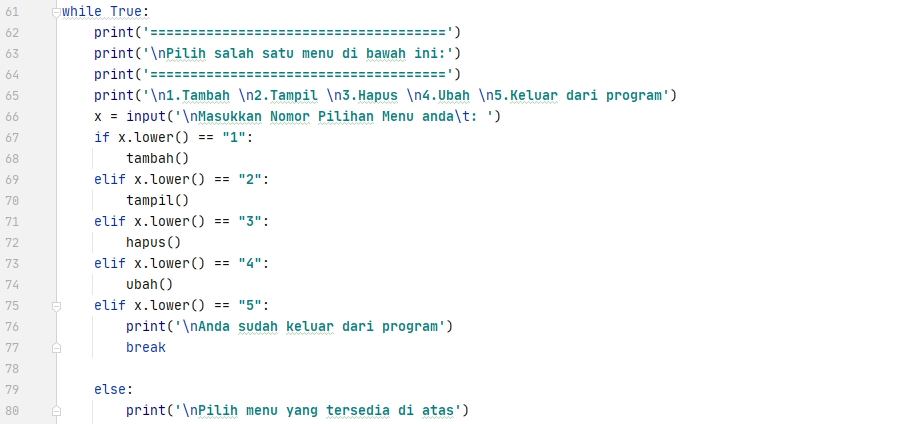 61 while True:
62     print('=====================================')
63     print('\nPilih salah satu menu di bawah ini:')
64     print('=====================================')
65     print('\n1.Tambah \n2.Tampil \n3.Hapus \n4.Ubah \n5.Keluar dari program')
66     x = input('\nMasukkan Nomor Pilihan Menu anda\t: ')
67     if x.lower() == "1":
68         tambah()
69     elif x.lower() == "2":
70         tampil()
71     elif x.lower() == "3":
72         hapus()
73     elif x.lower() == "4":
74         ubah()
75     elif x.lower() == "5":
76         print('\nAnda sudah keluar dari program')
77         break
78
79     else:
80         print('\nPilih menu yang tersedia di atas')